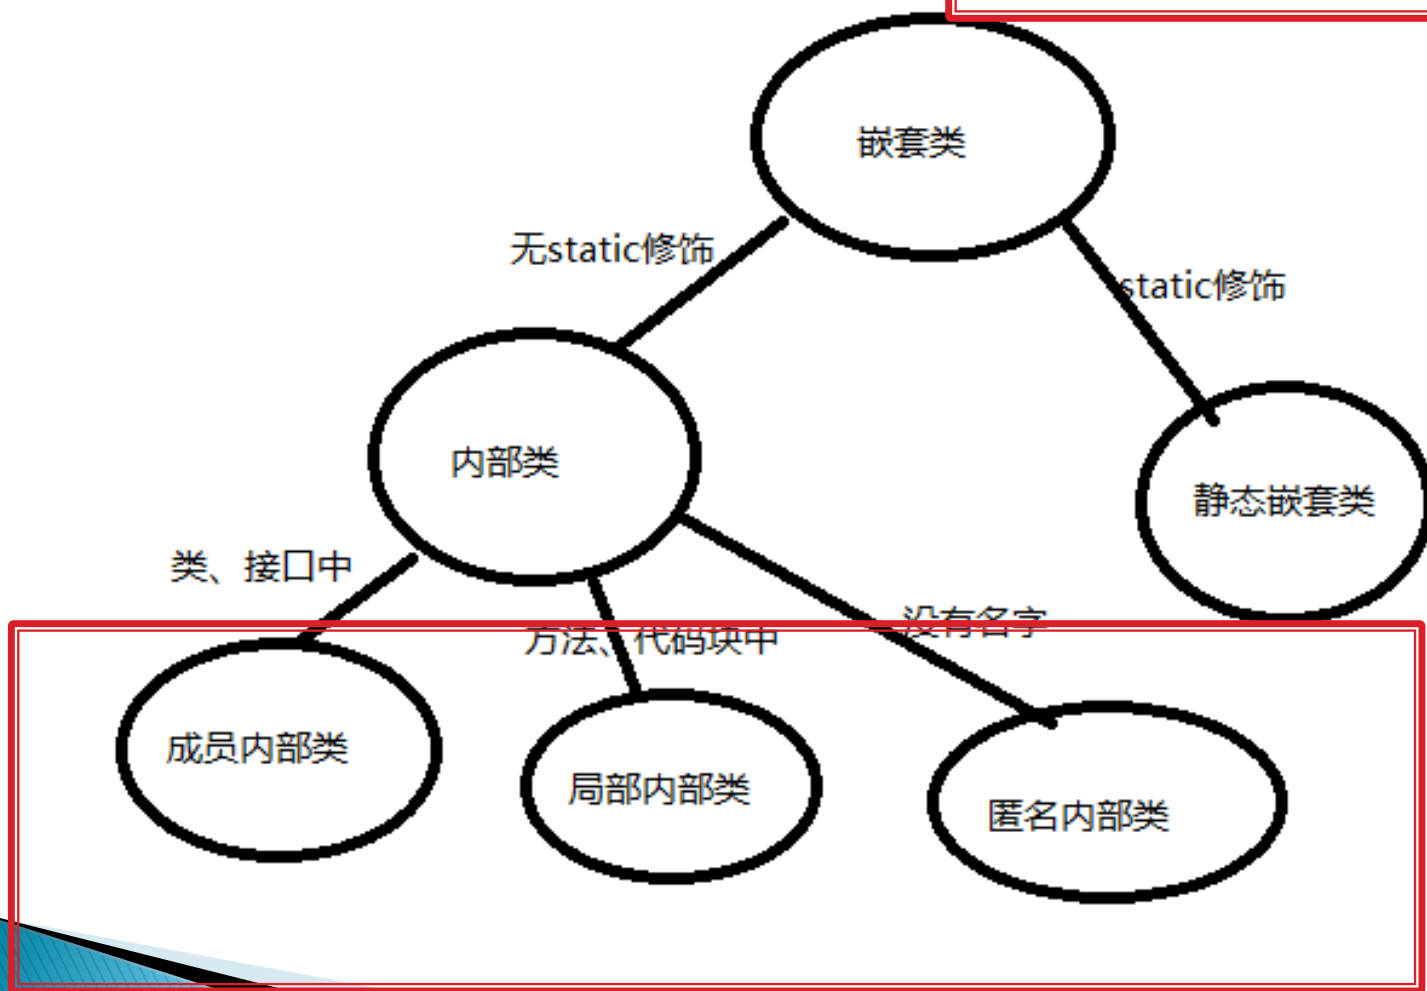 嵌套类
无static修饰
static修饰
内部类
静态嵌套类
类、接口中
没有名字
方法、代码块中
成员内部类
局部内部类
匿名内部类